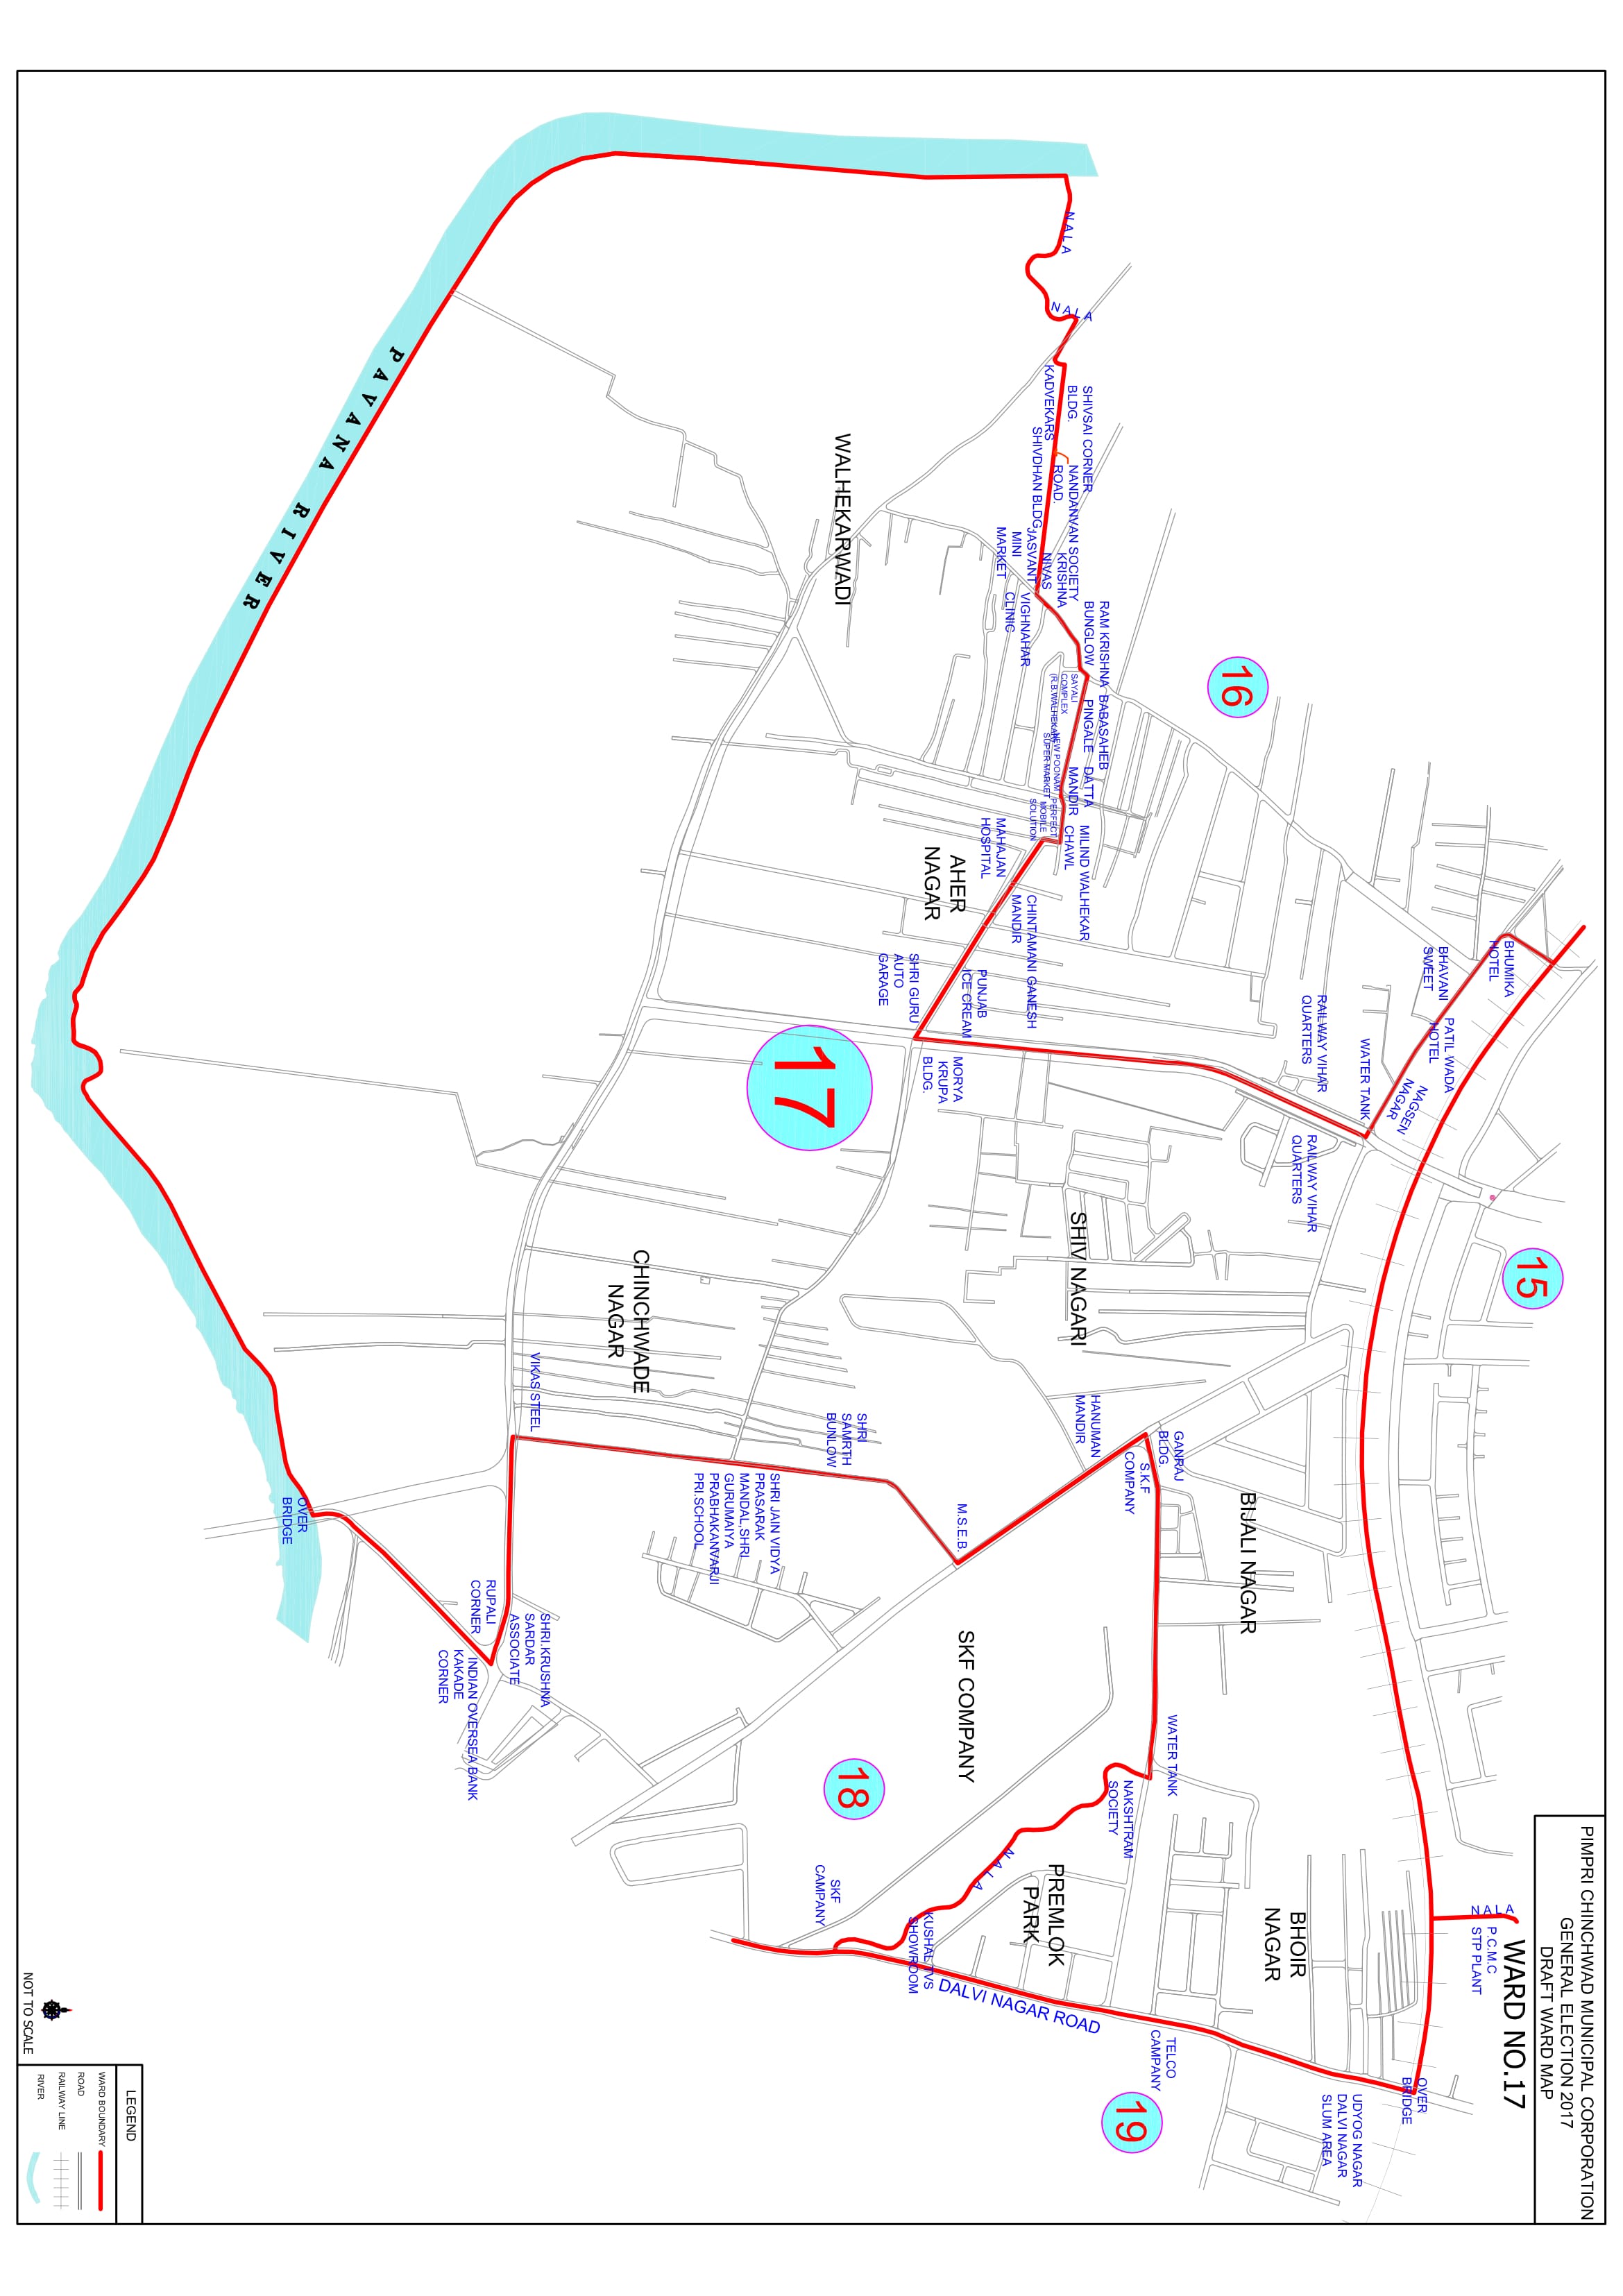 PIMPRI CHINCHWAD MUNICIPAL CORPORATION
GENERAL ELECTION 2017
DRAFT WARD MAP
WARD NO.17
P.C.M.C
STP PLANT
NALA
15
16
17
18
19
BHUMIKA
HOTEL
BHAVANI
SWEET
PATIL WADA
HOTEL
NAGSEN
NAGAR
WATER TANK
RAILWAY VIHAR
QUARTERS
RAILWAY VIHAR
QUARTERS
OVER
BRIDGE
UDYOG NAGAR
DALVI NAGAR
SLUM AREA
BHOIR
NAGAR
BIJALI NAGAR
TELCO
CAMPANY
WATER TANK
GANRAJ
BLDG.
S.K.F
COMPANY
NAKSHTRAM
SOCIETY
DALVI NAGAR ROAD
PREMLOK
PARK
NALA
KUSHAL TVS
SHOWROOM
SKF
CAMPANY
SKF COMPANY
M.S.E.B.
HANUMAN
MANDIR
SHIV NAGARI
NALA
NALA
SHIVSAI CORNER
BLDG.
KADVEKARS
NANDANVAN SOCIETY
ROAD.
SHIVDHAN BLDG.
KRISHNA
NIVAS
JASVANT
MINI
MARKET
RAM KRISHNA
BUNGLOW
VIGHNAHAR
CLINIC
BABASAHEB
PINGALE
SAYALI
COMPLEX
(R.B.WALHEKAR)
NEW POONAM
SUPER MARKET
DATTA
MANDIR
PERFECT
MOBILE
SOLUTION
MILIND WALHEKAR
CHAWL
MAHAJAN
HOSPITAL
CHINTAMANI GANESH
MANDIR
PUNJAB
ICE CREAM
SHRI GURU
AUTO
GARAGE
MORYA
KRUPA
BLDG.
AHER
NAGAR
WALHEKARWADI
CHINCHWADE
NAGAR
SHRI
SAMRTH
BUNLOW
SHRI JAIN VIDYA
PRASARAK
MANDAL,SHRI
GURUMAIYA
PRABHAKANVARJI
PRI.SCHOOL
VIKAS STEEL
SHRI.KRUSHNA
SARDAR
ASSOCIATE
RUPALI
CORNER
INDIAN OVERSEA BANK
KAKADE
CORNER
OVER
BRIDGE
PAVANA RIVER
NOT TO SCALE
LEGEND
WARD BOUNDARY
ROAD
RAILWAY LINE
RIVER